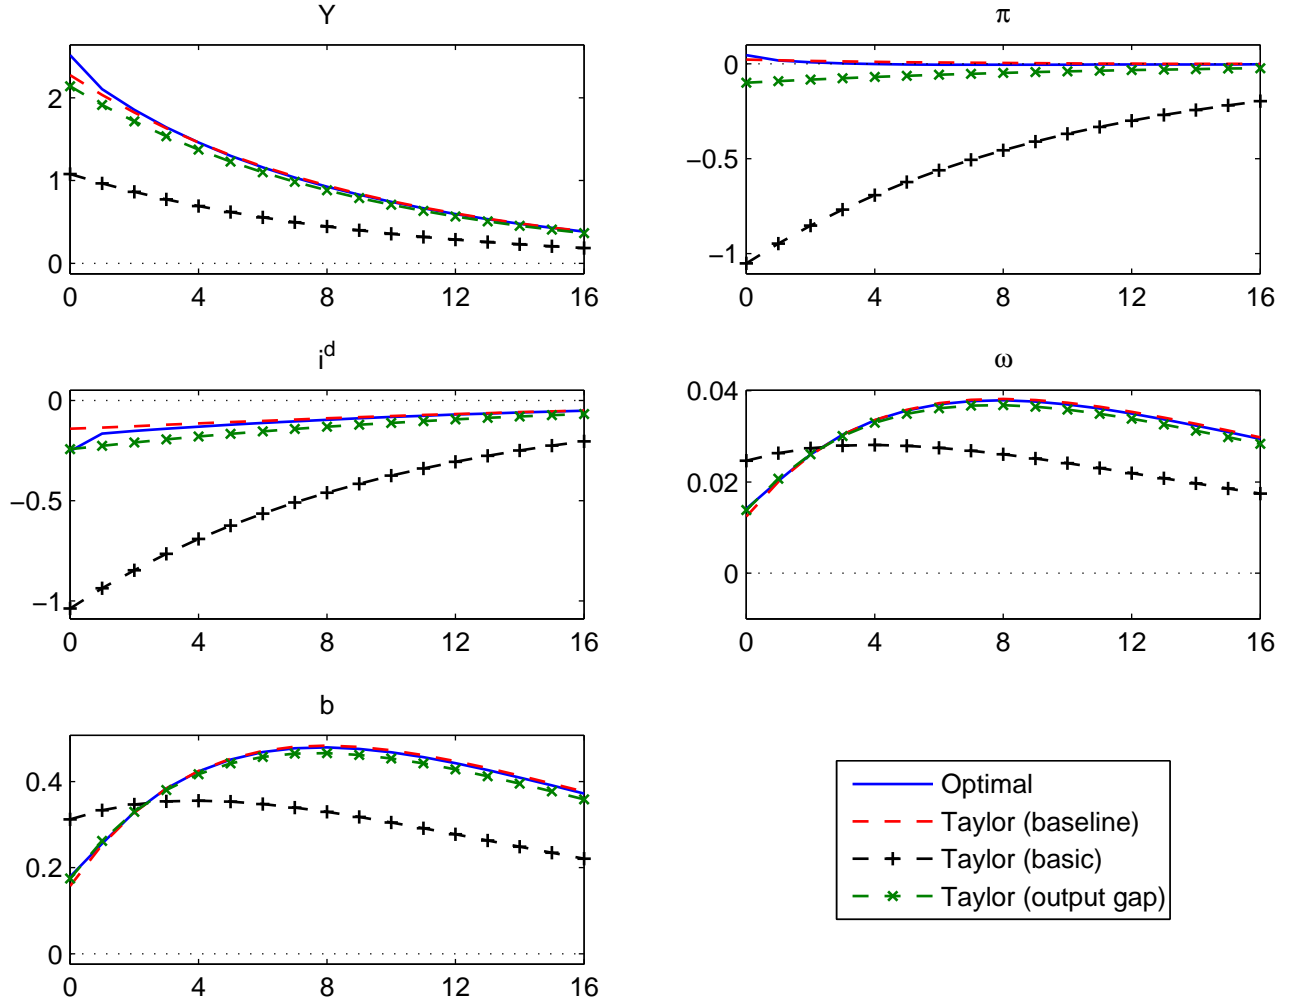 Y
2
1
0
0 4 8 12 16
π
0
−0.5
−1
0 4 8 12 16
i^d
0
−0.5
−1
0 4 8 12 16
ω
0.04
0.02
0
0 4 8 12 16
b
0.4
0.2
0
0 4 8 12 16
Optimal
Taylor (baseline)
Taylor (basic)
Taylor (output gap)